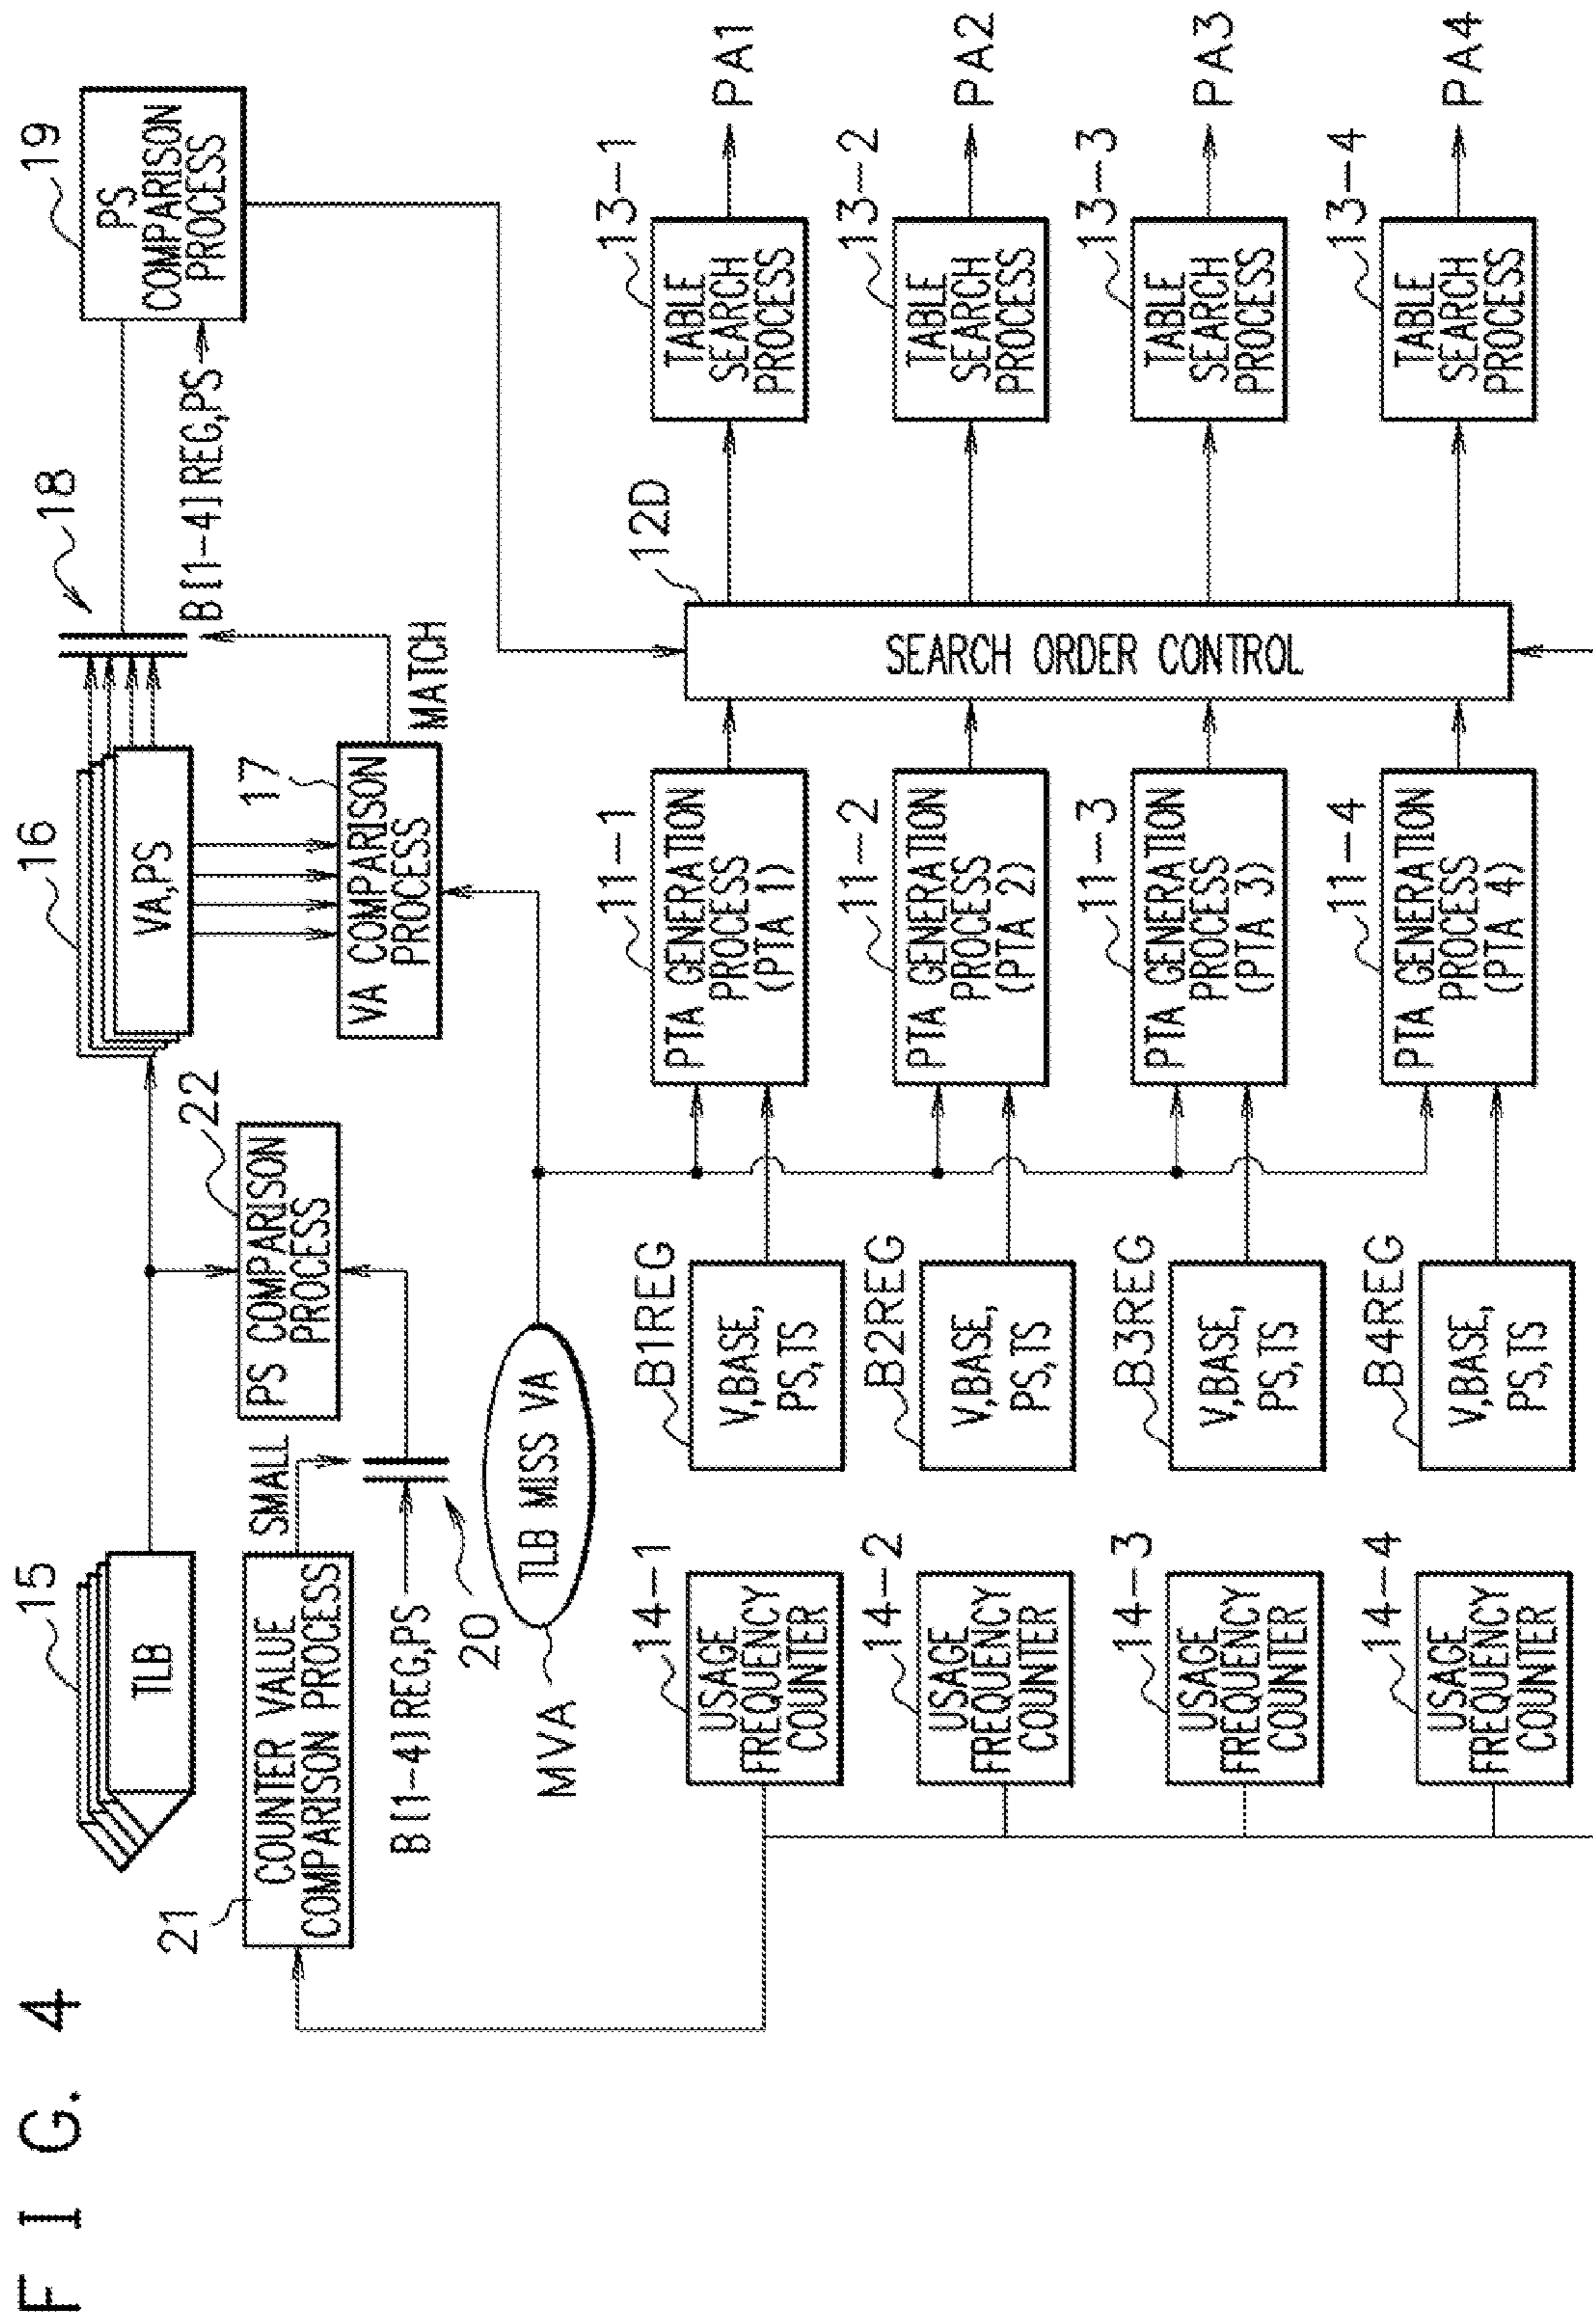 F I G. 4
15
TLB
16
VA,PS
18
19
PS
COMPARISON
PROCESS
B[1-4]REG,PS
22
PS COMPARISON
PROCESS
17
VA COMPARISON
PROCESS
MATCH
21
COUNTER VALUE
COMPARISON PROCESS
SMALL
B[1-4]REG,PS
20
MVA
TLB MISS VA
12D
SEARCH ORDER CONTROL
14-1
USAGE
FREQUENCY
COUNTER
B1REG
V,BASE,
PS,TS
11-1
PTA GENERATION
PROCESS
(PTA 1)
13-1
TABLE
SEARCH
PROCESS
PA1
14-2
USAGE
FREQUENCY
COUNTER
B2REG
V,BASE,
PS,TS
11-2
PTA GENERATION
PROCESS
(PTA 2)
13-2
TABLE
SEARCH
PROCESS
PA2
14-3
USAGE
FREQUENCY
COUNTER
B3REG
V,BASE,
PS,TS
11-3
PTA GENERATION
PROCESS
(PTA 3)
13-3
TABLE
SEARCH
PROCESS
PA3
14-4
USAGE
FREQUENCY
COUNTER
B4REG
V,BASE,
PS,TS
11-4
PTA GENERATION
PROCESS
(PTA 4)
13-4
TABLE
SEARCH
PROCESS
PA4